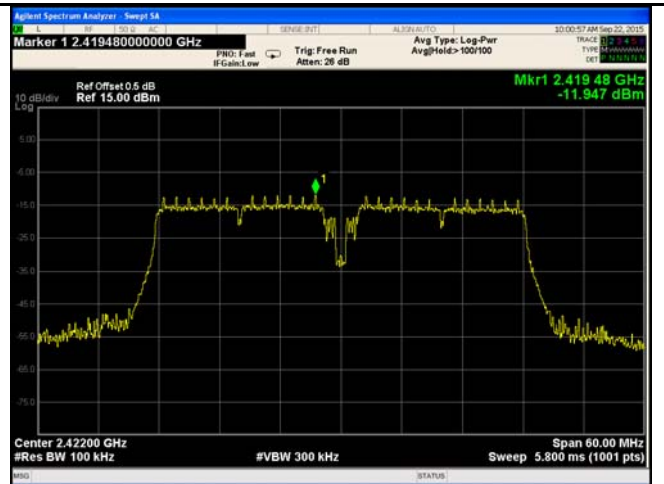 Agilent Spectrum Analyzer - Swept SA
L RF 50 Ω AC SENSE:INT ALIGN AUTO 10:00:57 AM Sep 22, 2015
Marker 1 2.419480000000 GHz
PNO: Fast Trig: Free Run Avg Type: Log-Pwr TRACE 1 2 3 4 5 6
IFGain:Low Atten: 26 dB Avg|Hold:>100/100 TYPE M
DET P N N N N N
Mkr1 2.419 48 GHz
-11.947 dBm
Ref Offset 0.5 dB
10 dB/div Ref 15.00 dBm
Log
5.00
1
-15.0
-25.0
-35.0
-45.0
-55.0
-75.0
Center 2.42200 GHz Span 60.00 MHz
#Res BW 100 kHz #VBW 300 kHz Sweep 5.800 ms (1001 pts)
MSG STATUS